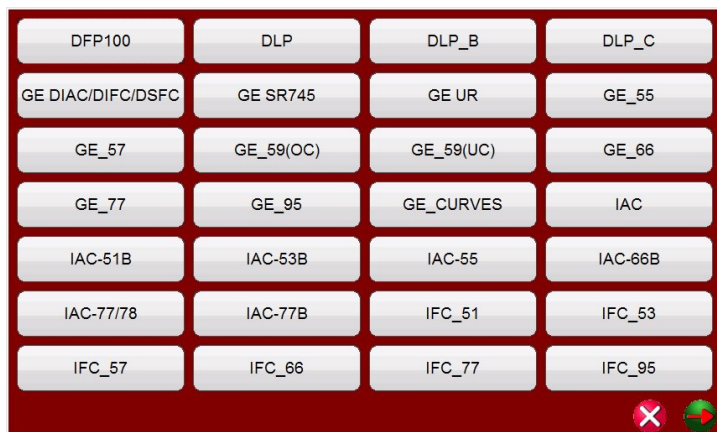 DFP100 DLP DLP_B DLP_C
GE DIAC/DIFC/DSFC GE SR745 GE UR GE_55
GE_57 GE_59(OC) GE_59(UC) GE_66
GE_77 GE_95 GE_CURVES IAC
IAC-51B IAC-53B IAC-55 IAC-66B
IAC-77/78 IAC-77B IFC_51 IFC_53
IFC_57 IFC_66 IFC_77 IFC_95